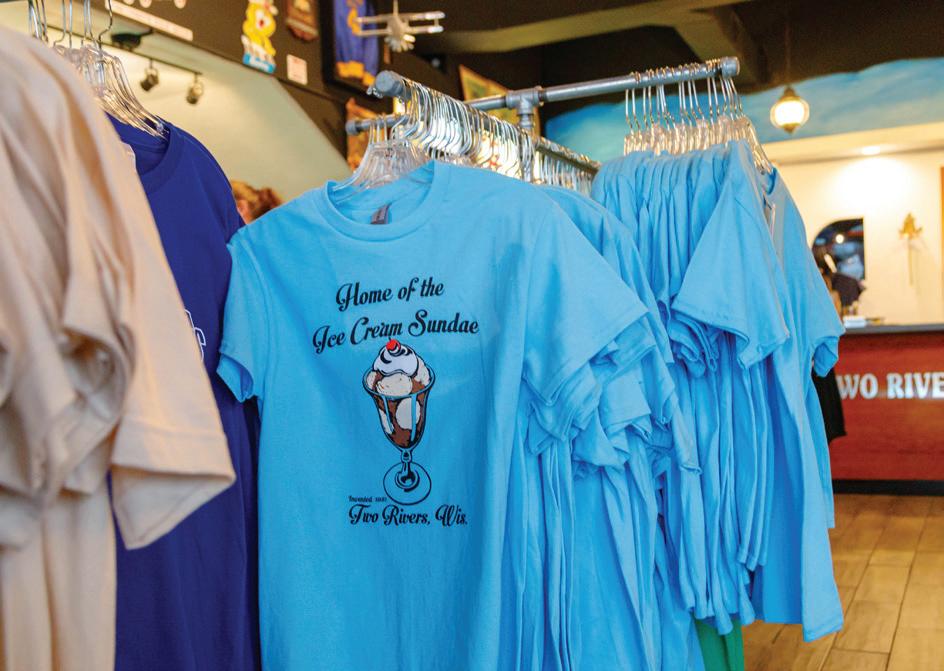 Home of the
Ice Cream Sundae
Invented 1881
Two Rivers, Wis.
WO RIVE